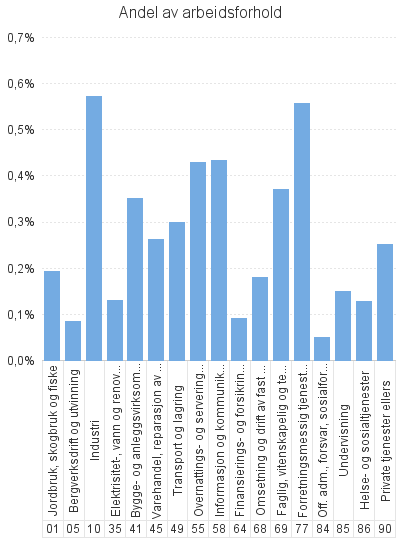 Andel av arbeidsforhold
0,7%
0,6%
0,5%
0,4%
0,3%
0,2%
0,1%
0,0%
Jordbruk, skogbruk og fiske
Bergverksdrift og utvinning
Industri
Elektrisitet-, vann og renov...
Bygge- og anleggsvirksom...
Varehandel, reparasjon av ...
Transport og lagring
Overnattings- og servering...
Informasjon og kommunik...
Finansierings- og forsikrin...
Omsetning og drift av fast ...
Faglig, vitenskapelig og te...
Forretningsmessig tjenest...
Off. adm., forsvar, sosialfor...
Undervisning
Helse- og sosialtjenester
Private tjenester ellers
01 05 10 35 41 45 49 55 58 64 68 69 77 84 85 86 90